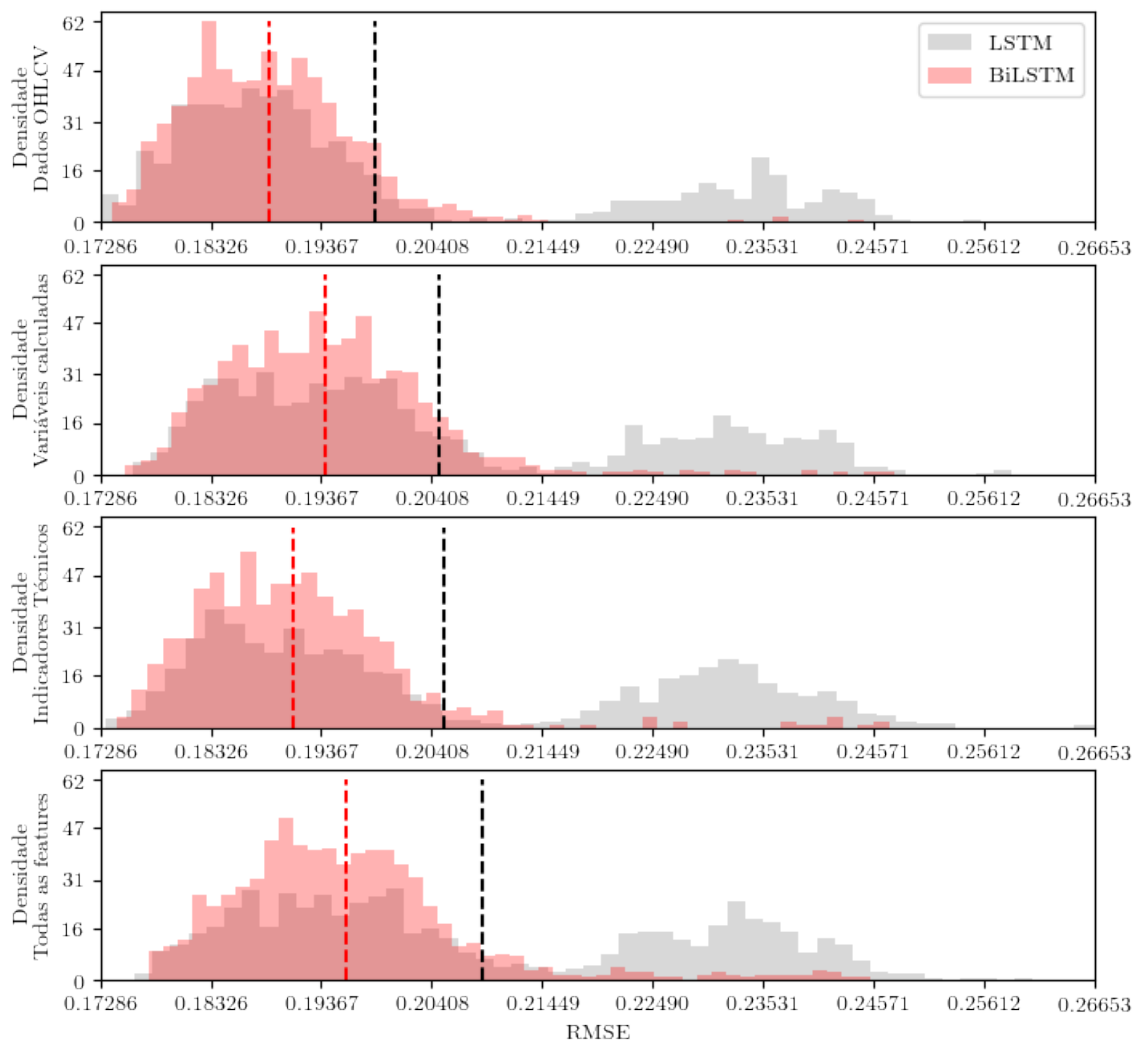 Densidade
Dados OHLCV
62
47
31
16
0
LSTM
BiLSTM
0.17286 0.18326 0.19367 0.20408 0.21449 0.22490 0.23531 0.24571 0.25612 0.26653
Densidade
Variáveis calculadas
62
47
31
16
0
0.17286 0.18326 0.19367 0.20408 0.21449 0.22490 0.23531 0.24571 0.25612 0.26653
Densidade
Indicadores Técnicos
62
47
31
16
0
0.17286 0.18326 0.19367 0.20408 0.21449 0.22490 0.23531 0.24571 0.25612 0.26653
Densidade
Todas as features
62
47
31
16
0
0.17286 0.18326 0.19367 0.20408 0.21449 0.22490 0.23531 0.24571 0.25612 0.26653
RMSE